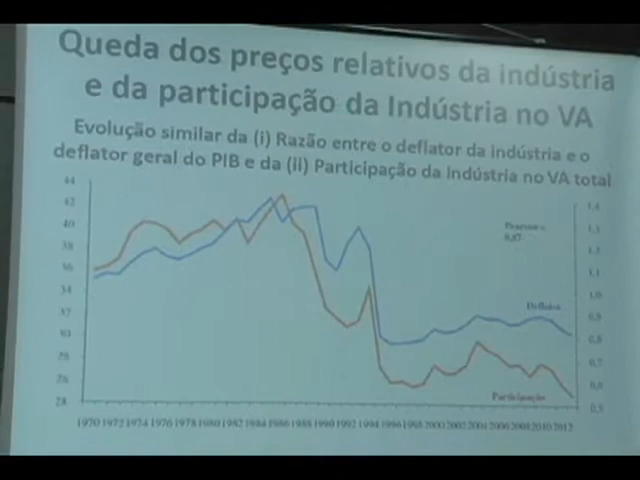 Queda dos preços relativos da indústria
e da participação da Indústria no VA
Evolução similar da (i) Razão entre o deflator da indústria e o
deflator geral do PIB e da (ii) Participação da indústria no VA total
44
42
40
38
36
34
28
1,4
1,3
1,2
1,1
1,0
0,9
0,8
0,7
0,5
Deflator
Participação
1970 1972 1974 1976 1978 1980 1982 1984 1986 1988 1990 1992 1994 1996 1998 2000 2002 2004 2006 2008 2010 2012